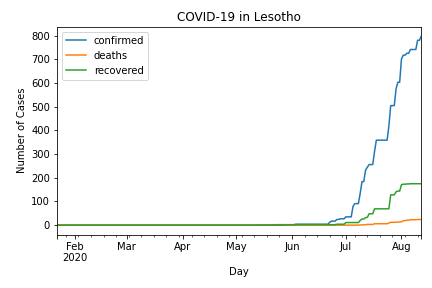 COVID-19 in Lesotho
confirmed
deaths
recovered
Number of Cases
800
700
600
500
400
300
200
100
0
Feb
2020
Mar
Apr
May
Jun
Jul
Aug
Day